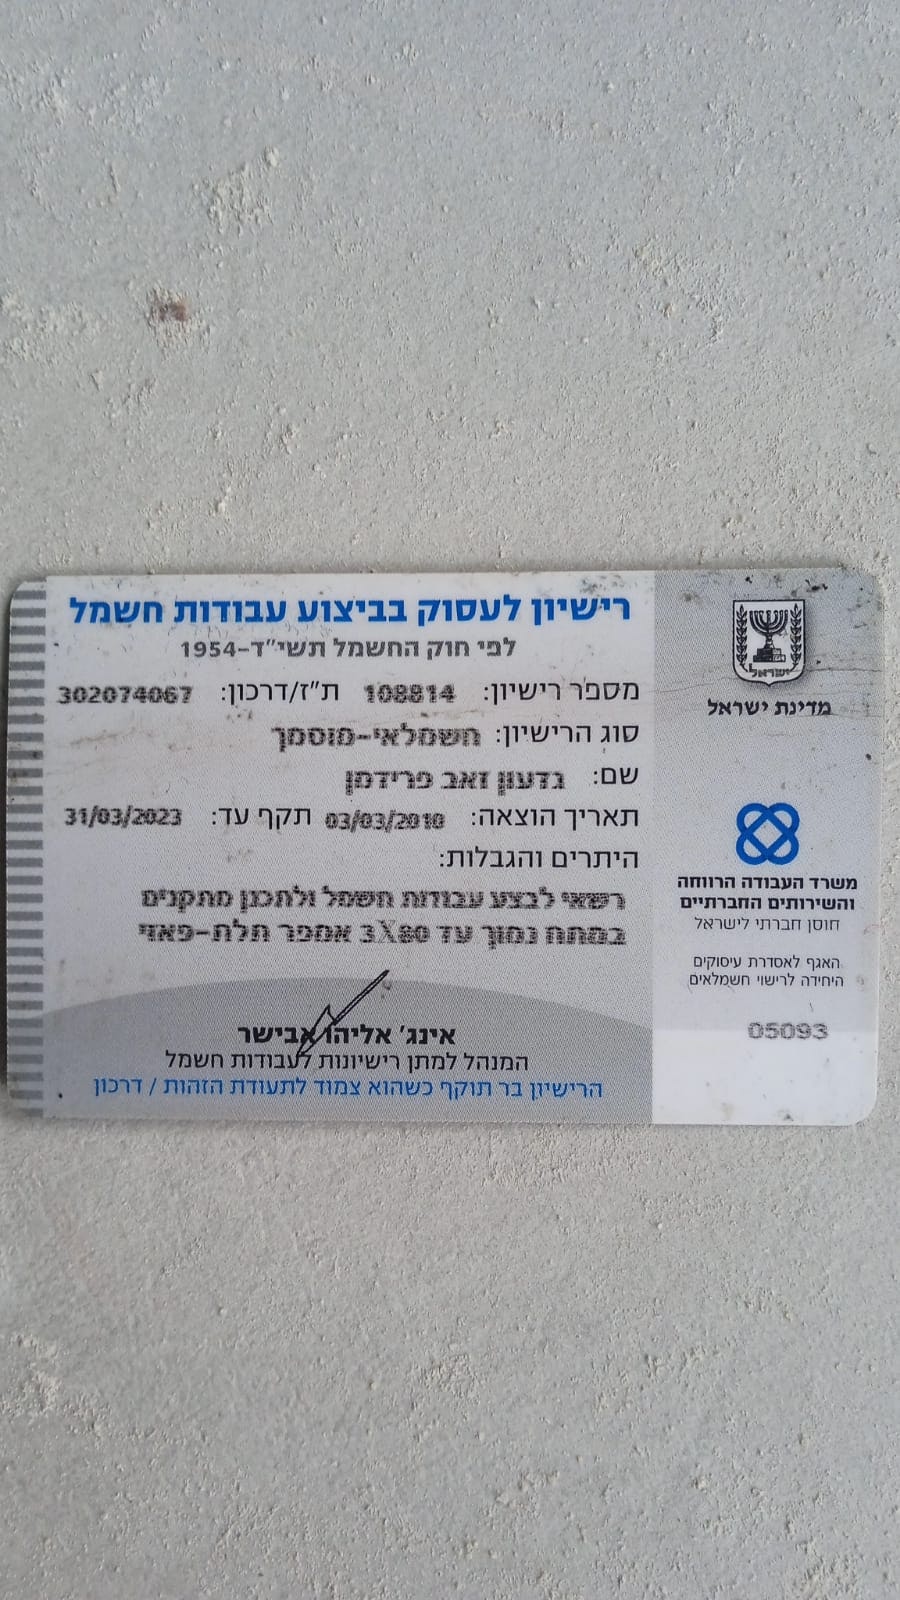 רישיון לעסוק בביצוע עבודות חשמל
לפי חוק החשמל תשי"ד-1954
מספר רישיון: 108814 ת"ז/דרכון: 302074067
סוג הרישיון: חשמלאי-מוסמך
שם: גדעון זאב פרידמן
תאריך הוצאה: 03/03/2010 תקף עד: 31/03/2023
היתרים והגבלות:
רשאי לבצע עבודות חשמל ולתכנן מתקנים
במתח נמוך עד 3X80 אמפר תלת-פאזי
אינג' אליהו אבישר
המנהל למתן רישיונות לעבודות חשמל
הרישיון בר תוקף כשהוא צמוד לתעודת הזהות / דרכון
ישראל
מדינת ישראל
משרד העבודה הרווחה
והשירותים החברתיים
חוסן חברתי לישראל
האגף לאסדרת עיסוקים
היחידה לרישוי חשמלאים
05093